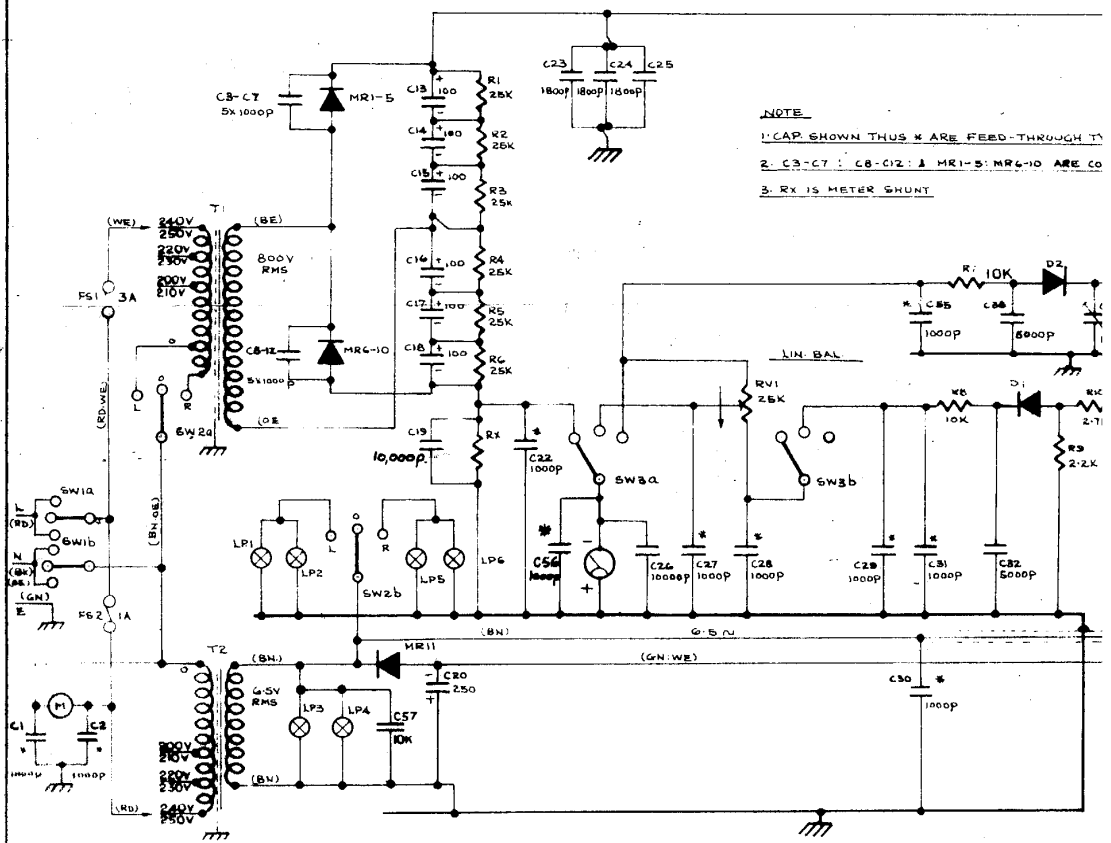 C23
C24
C25
1800P
1800P
1800P
C3-C7
5X1000P
MR1-5
C13
+
100
-
R1
25K
C14
+
100
-
R2
25K
C15
+
100
-
R3
25K
NOTE
1. CAP. SHOWN THUS * ARE FEED-THROUGH
2. C3-C7 : C8-C12: & MR1-5: MR6-10 ARE
3. RX IS METER SHUNT
T1
(WE)
240V
250V
220V
230V
200V
210V
(BE)
800V
RMS
FS1
3A
C16
+
100
-
R4
25K
C17
+
100
-
R5
25K
C18
+
100
-
R6
25K
C8-12
5X1000P
MR6-10
O
O
L
R
SW2a
(OE)
(RD:WE)
(BN:OE)
10K
D2
*
C35
1000P
5000P
LIN. BAL.
RV1
25K
C19
10,000P.
RX
C22
*
1000P
SW3a
SW3b
R8
10K
D1
R9
2.2K
SW1a
(RD)
SW1b
N
(BK)
(GN)
E
FS2
1A
LP1
LP2
L
O
R
SW2b
LP5
LP6
*
C56
1000P
-
+
C26
10000P
*
C27
1000P
*
C28
1000P
*
C29
1000P
*
C31
1000P
C32
5000P
(BN)
6.5 ~
(GN:WE)
T2
O
(BN)
6.5V
RMS
MR11
LP3
LP4
C57
10K
-
C20
250
+
C30
*
1000P
M
C1
*
1000P
C2
*
1000P
200V
210V
220V
230V
(RD)
240V
250V
(BN)